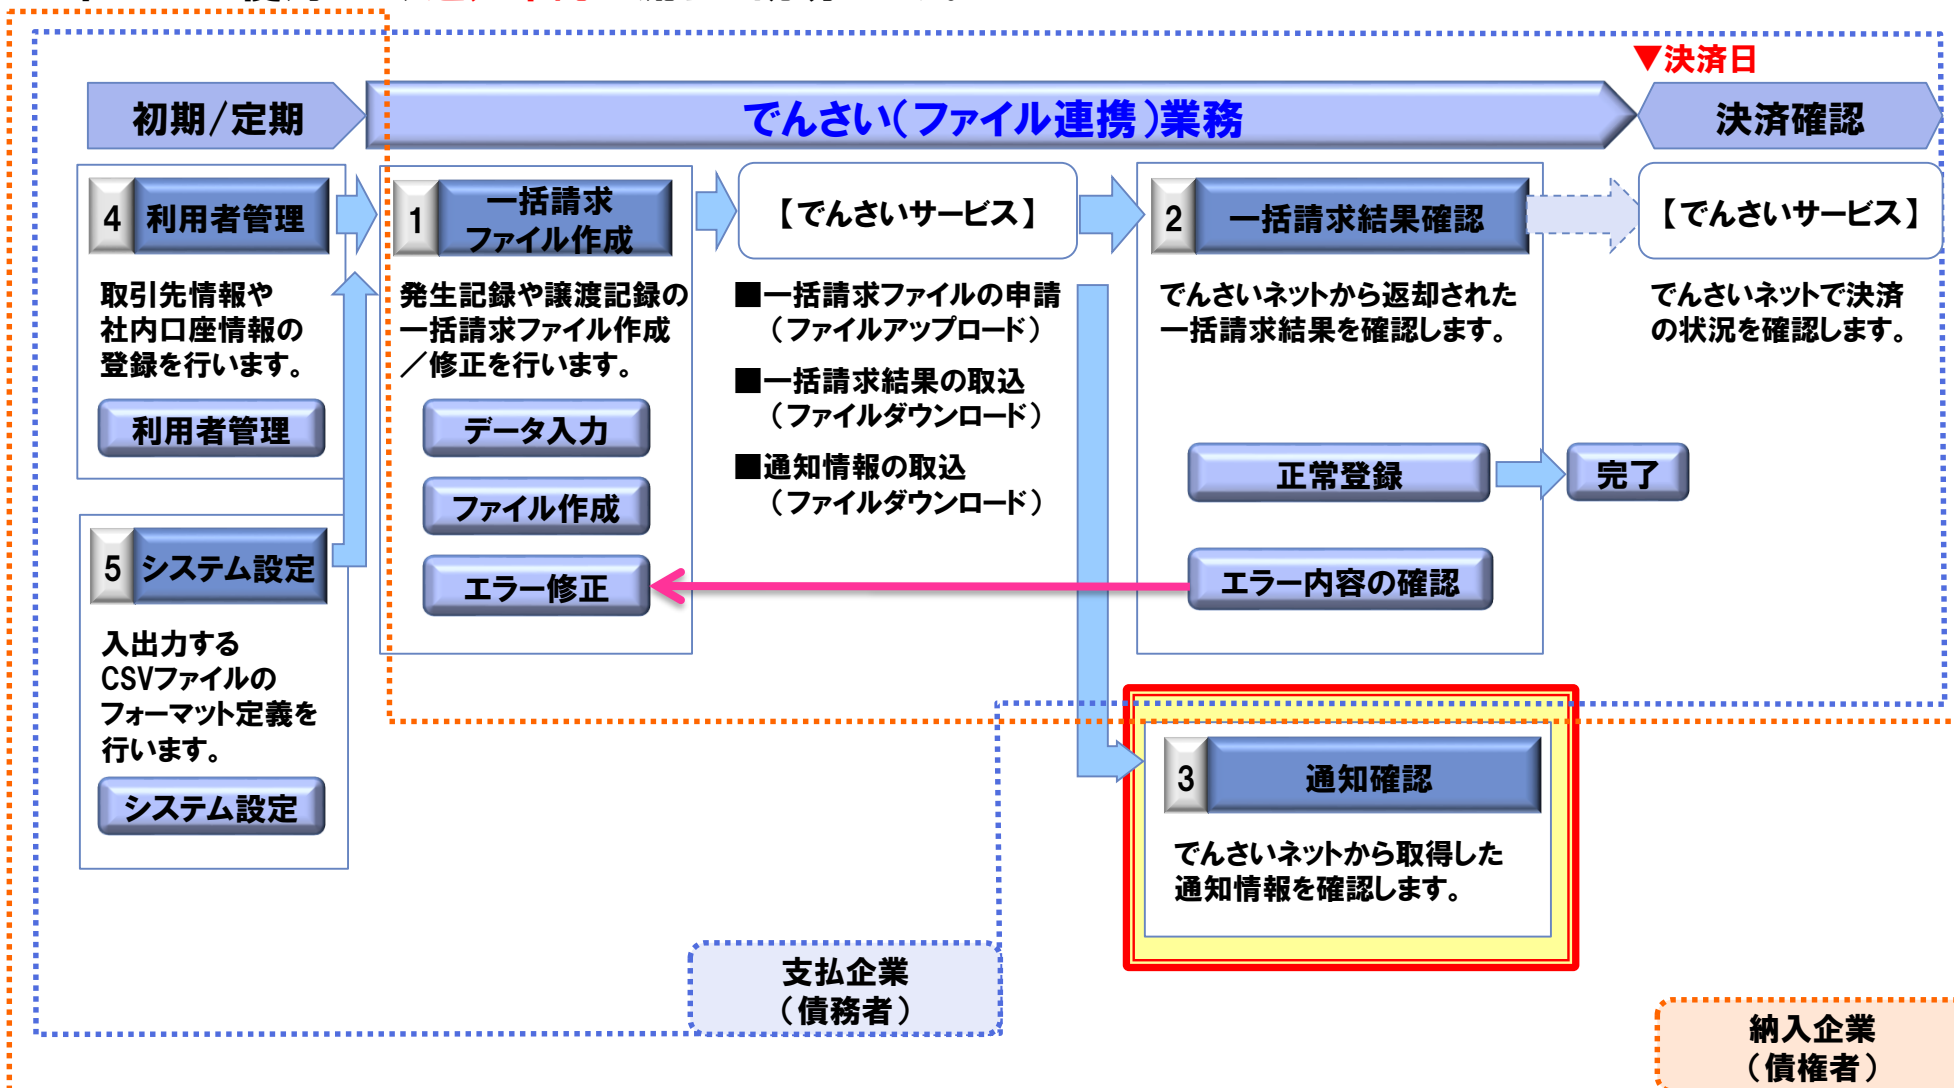 ▼決済日
初期/定期
でんさい(ファイル連携)業務
決済確認
4 利用者管理
取引先情報や
社内口座情報の
登録を行います。
利用者管理
5 システム設定
入出力する
CSVファイルの
フォーマット定義を
行います。
システム設定
1 一括請求
ファイル作成
発生記録や譲渡記録の
一括請求ファイル作成
／修正を行います。
データ入力
ファイル作成
エラー修正
【でんさいサービス】
■一括請求ファイルの申請
(ファイルアップロード)
■一括請求結果の取込
(ファイルダウンロード)
■通知情報の取込
(ファイルダウンロード)
2 一括請求結果確認
でんさいネットから返却された
一括請求結果を確認します。
正常登録
完了
エラー内容の確認
【でんさいサービス】
でんさいネットで決済
の状況を確認します。
3 通知確認
でんさいネットから取得した
通知情報を確認します。
支払企業
(債務者)
納入企業
(債権者)